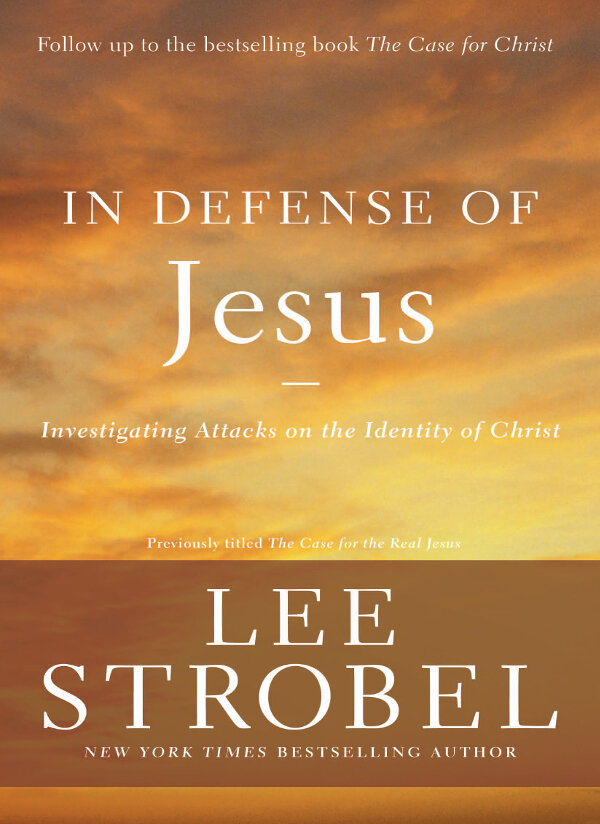 Follow up to the bestselling book The Case for Christ
IN DEFENSE OF
Jesus
Investigating Attacks on the Identity of Christ
Previously titled The Case for the Real Jesus
LEE
STROBEL
NEW YORK TIMES BESTSELLING AUTHOR